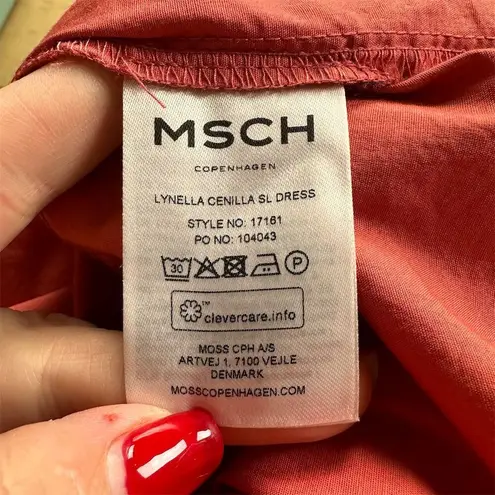 MSCH
COPENHAGEN
LYNELLA CENILLA SL DRESS
STYLE NO: 17161
PO NO: 104043
30 P
™ clevercare.info
MOSS CPH A/S
ARTVEJ 1, 7100 VEJLE
DENMARK
MOSSCOPENHAGEN.COM